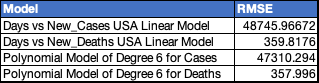 Model RMSE
Days vs New_Cases USA Linear Model 48745.96672
Days vs New_Deaths USA Linear Model 359.8176
Polynomial Model of Degree 6 for Cases 47310.294
Polynomial Model of Degree 6 for Deaths 357.996